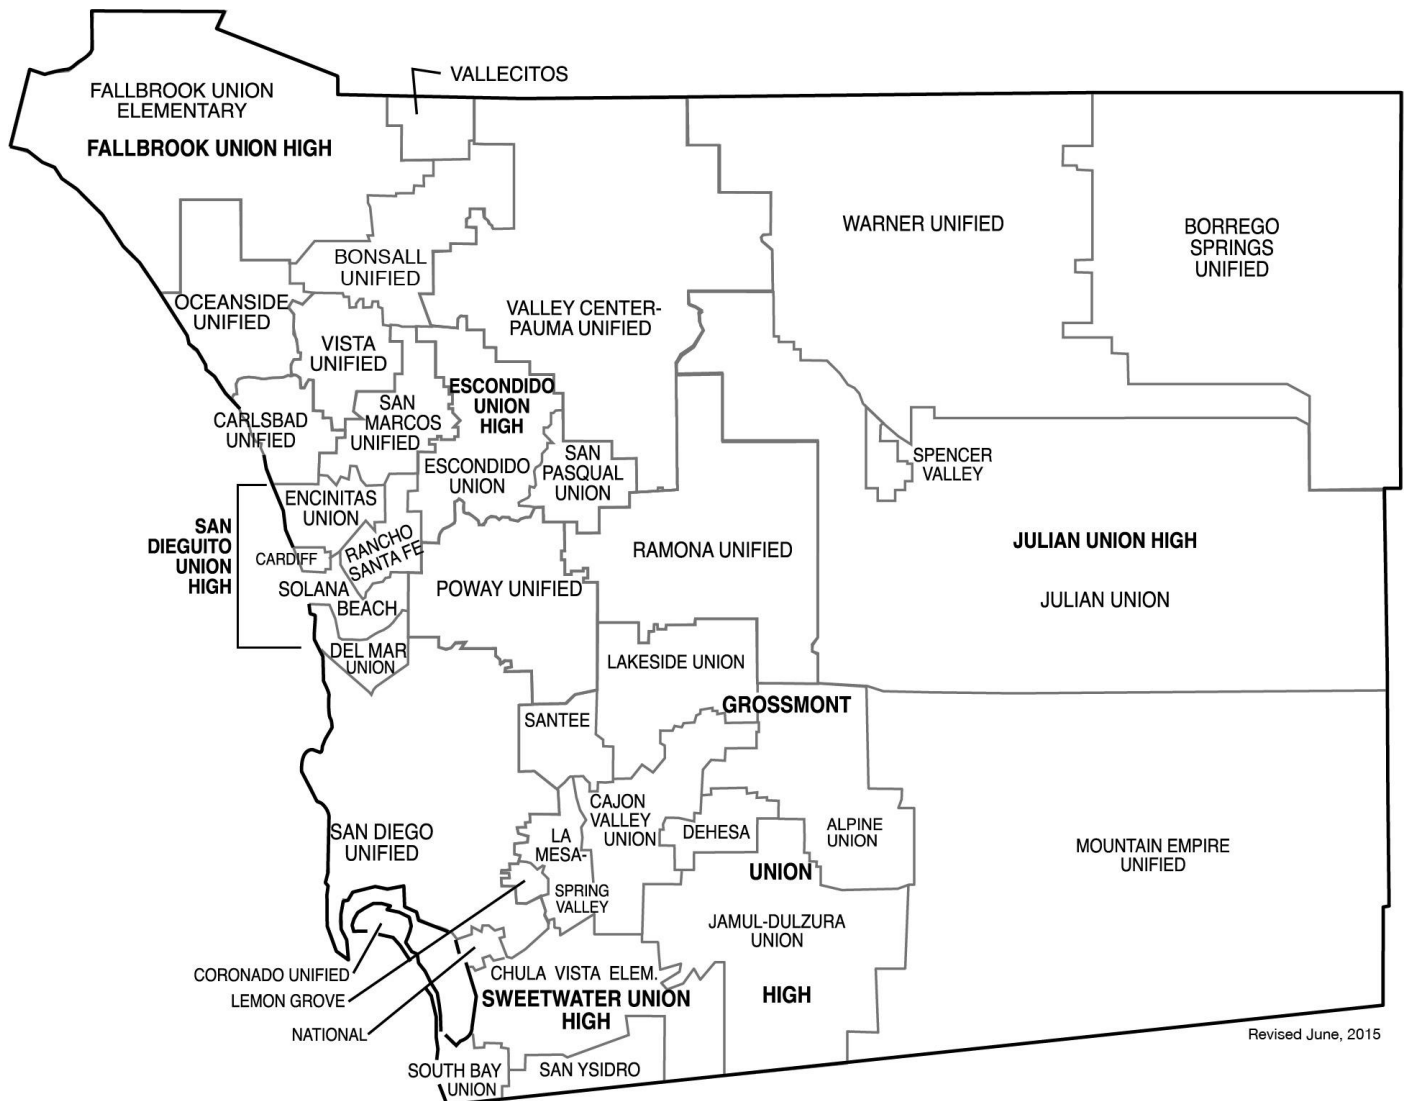 VALLECITOS
FALLBROOK UNION
ELEMENTARY
FALLBROOK UNION HIGH
WARNER UNIFIED
BORREGO
SPRINGS
UNIFIED
BONSALL
UNIFIED
OCEANSIDE
UNIFIED
VALLEY CENTER-
PAUMA UNIFIED
VISTA
UNIFIED
ESCONDIDO
UNION
HIGH
SAN
MARCOS
UNIFIED
CARLSBAD
UNIFIED
SPENCER
VALLEY
ESCONDIDO
UNION
SAN
PASQUAL
UNION
ENCINITAS
UNION
SAN
DIEGUITO
UNION
HIGH
CARDIFF
RANCHO
SANTA FE
RAMONA UNIFIED
JULIAN UNION HIGH
JULIAN UNION
SOLANA
BEACH
POWAY UNIFIED
DEL MAR
UNION
LAKESIDE UNION
GROSSMONT
SANTEE
CAJON
VALLEY
UNION
DEHESA
ALPINE
UNION
LA
MESA-
SPRING
VALLEY
SAN DIEGO
UNIFIED
MOUNTAIN EMPIRE
UNIFIED
UNION
JAMUL-DULZURA
UNION
HIGH
CORONADO UNIFIED
LEMON GROVE
NATIONAL
CHULA VISTA ELEM.
SWEETWATER UNION
HIGH
Revised June, 2015
SOUTH BAY
UNION
SAN YSIDRO